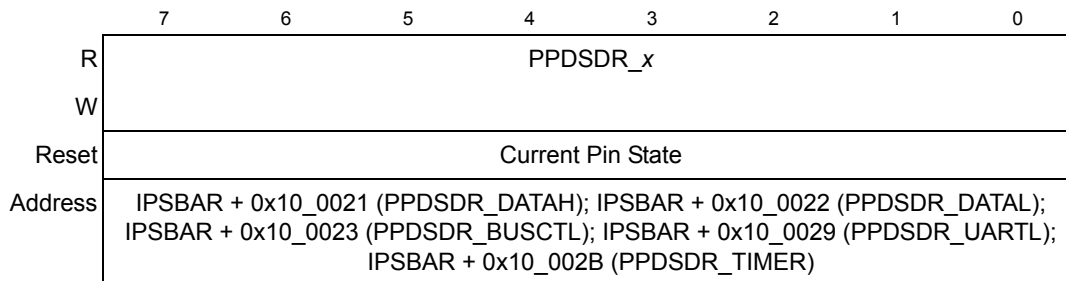 7 6 5 4 3 2 1 0
R PPDSDR_x
W
Reset Current Pin State
Address IPSBAR + 0x10_0021 (PPDSDR_DATAH); IPSBAR + 0x10_0022 (PPDSDR_DATAL);
IPSBAR + 0x10_0023 (PPDSDR_BUSCTL); IPSBAR + 0x10_0029 (PPDSDR_UARTL);
IPSBAR + 0x10_002B (PPDSDR_TIMER)